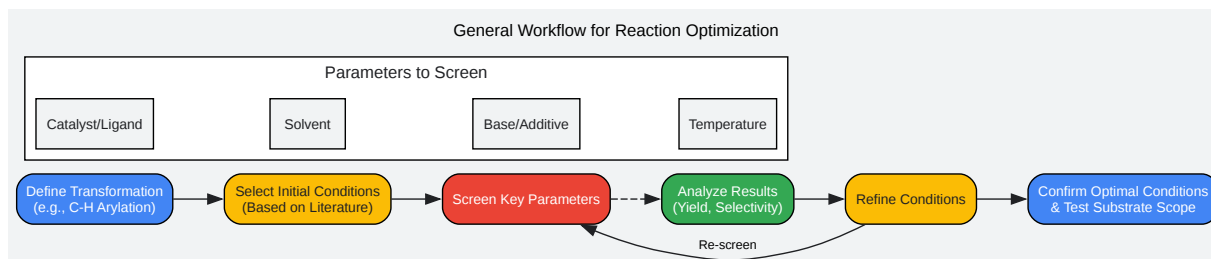 General Workflow for Reaction Optimization
Parameters to Screen
Catalyst/Ligand
Solvent
Base/Additive
Temperature
Define Transformation
(e.g., C-H Arylation)
Select Initial Conditions
(Based on Literature)
Screen Key Parameters
Analyze Results
(Yield, Selectivity)
Refine Conditions
Confirm Optimal Conditions
& Test Substrate Scope
Re-screen